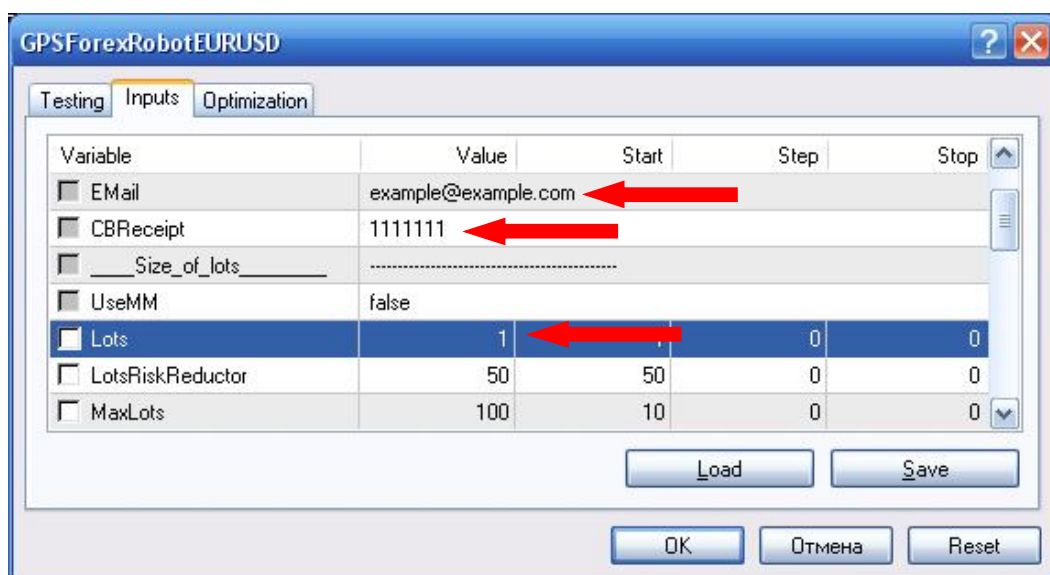 GPSForexRobotEURUSD
Testing Inputs Optimization
Variable Value Start Step Stop
EMail example@example.com
CBReceipt 1111111
____Size_of_lots________ --------------------------------------------
UseMM false
Lots 1 0 0
LotsRiskReductor 50 50 0 0
MaxLots 100 10 0 0
Load Save
OK Отмена Reset